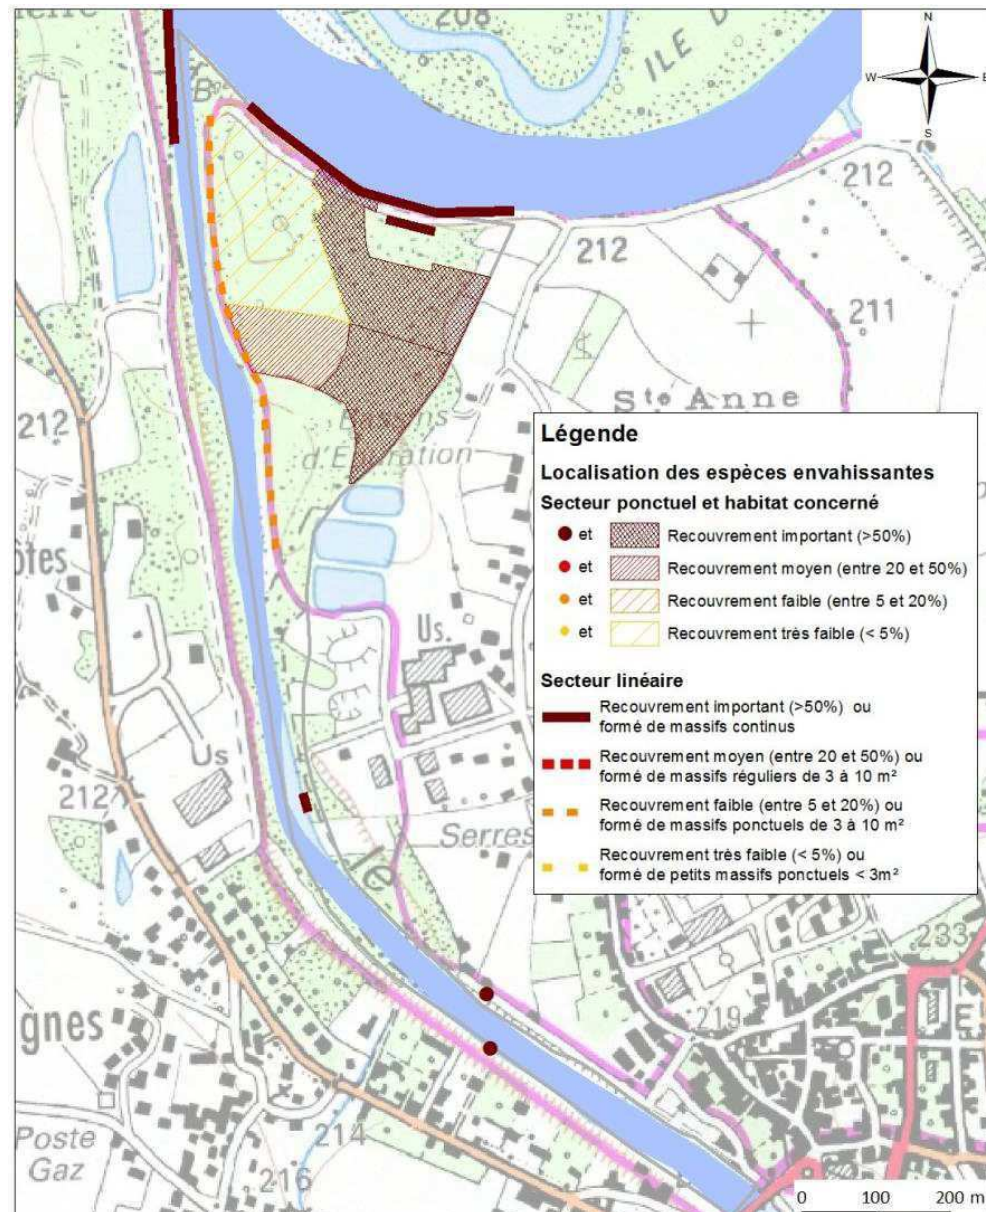 208
ILE D
N
W
E
S
B
212
212
211
Ste Anne
212
d'Epuration
ôtes
Us.
Us
212
Serres
le
gnes
219
233
E
Poste
Gaz
214
216
Légende
Localisation des espèces envahissantes
Secteur ponctuel et habitat concerné
et Recouvrement important (>50%)
et Recouvrement moyen (entre 20 et 50%)
et Recouvrement faible (entre 5 et 20%)
et Recouvrement très faible (< 5%)
Secteur linéaire
Recouvrement important (>50%) ou
formé de massifs continus
Recouvrement moyen (entre 20 et 50%) ou
formé de massifs réguliers de 3 à 10 m²
Recouvrement faible (entre 5 et 20%) ou
formé de massifs ponctuels de 3 à 10 m²
Recouvrement très faible (< 5%) ou
formé de petits massifs ponctuels < 3m²
0 100 200 m